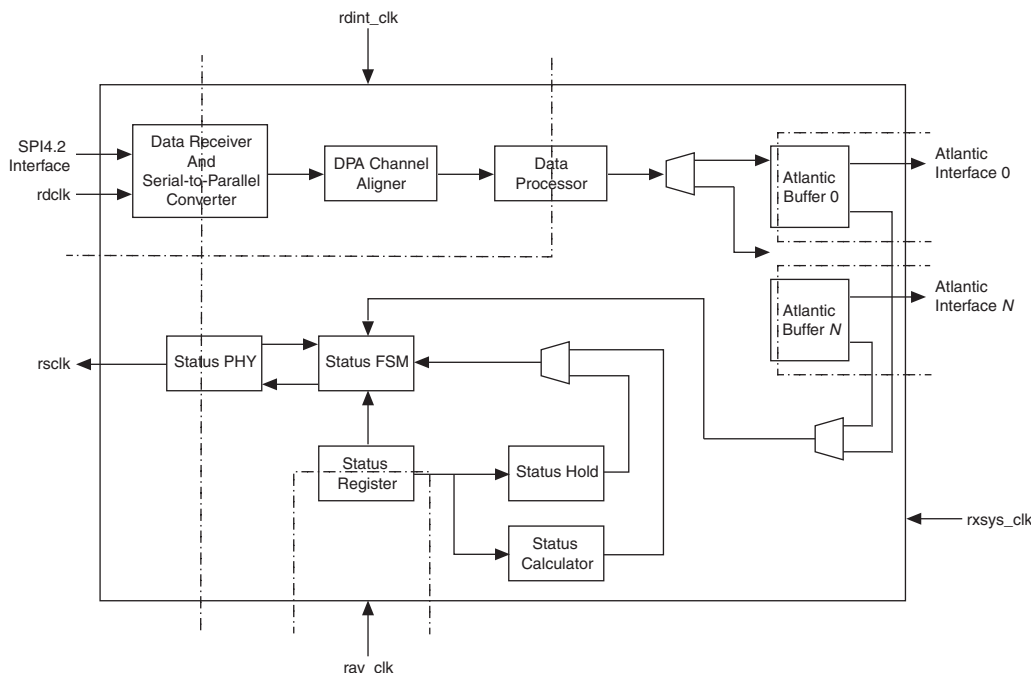 rdint_clk
SPI4.2
Interface
rdclk
Data Receiver
And
Serial-to-Parallel
Converter
DPA Channel
Aligner
Data
Processor
Atlantic
Buffer 0
Atlantic
Interface 0
Atlantic
Buffer N
Atlantic
Interface N
rsclk
Status PHY
Status FSM
Status
Register
Status Hold
Status
Calculator
rxsys_clk
rav_clk